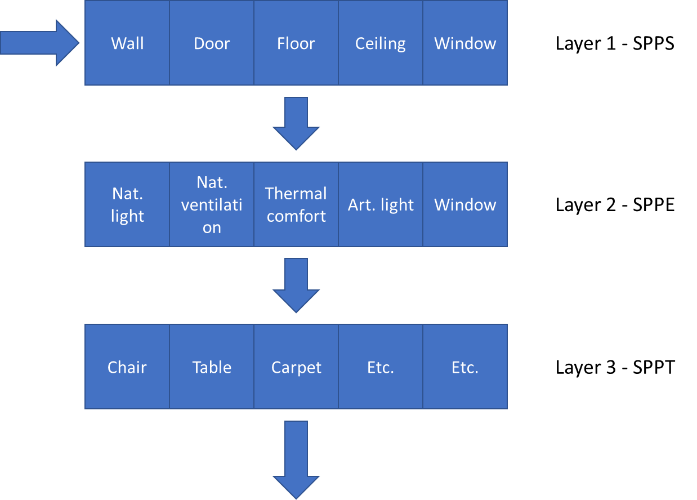 Wall Door Floor Ceiling Window Layer 1 - SPPS
Nat. light Nat. ventilati on Thermal comfort Art. light Window Layer 2 - SPPE
Chair Table Carpet Etc. Etc. Layer 3 - SPPT